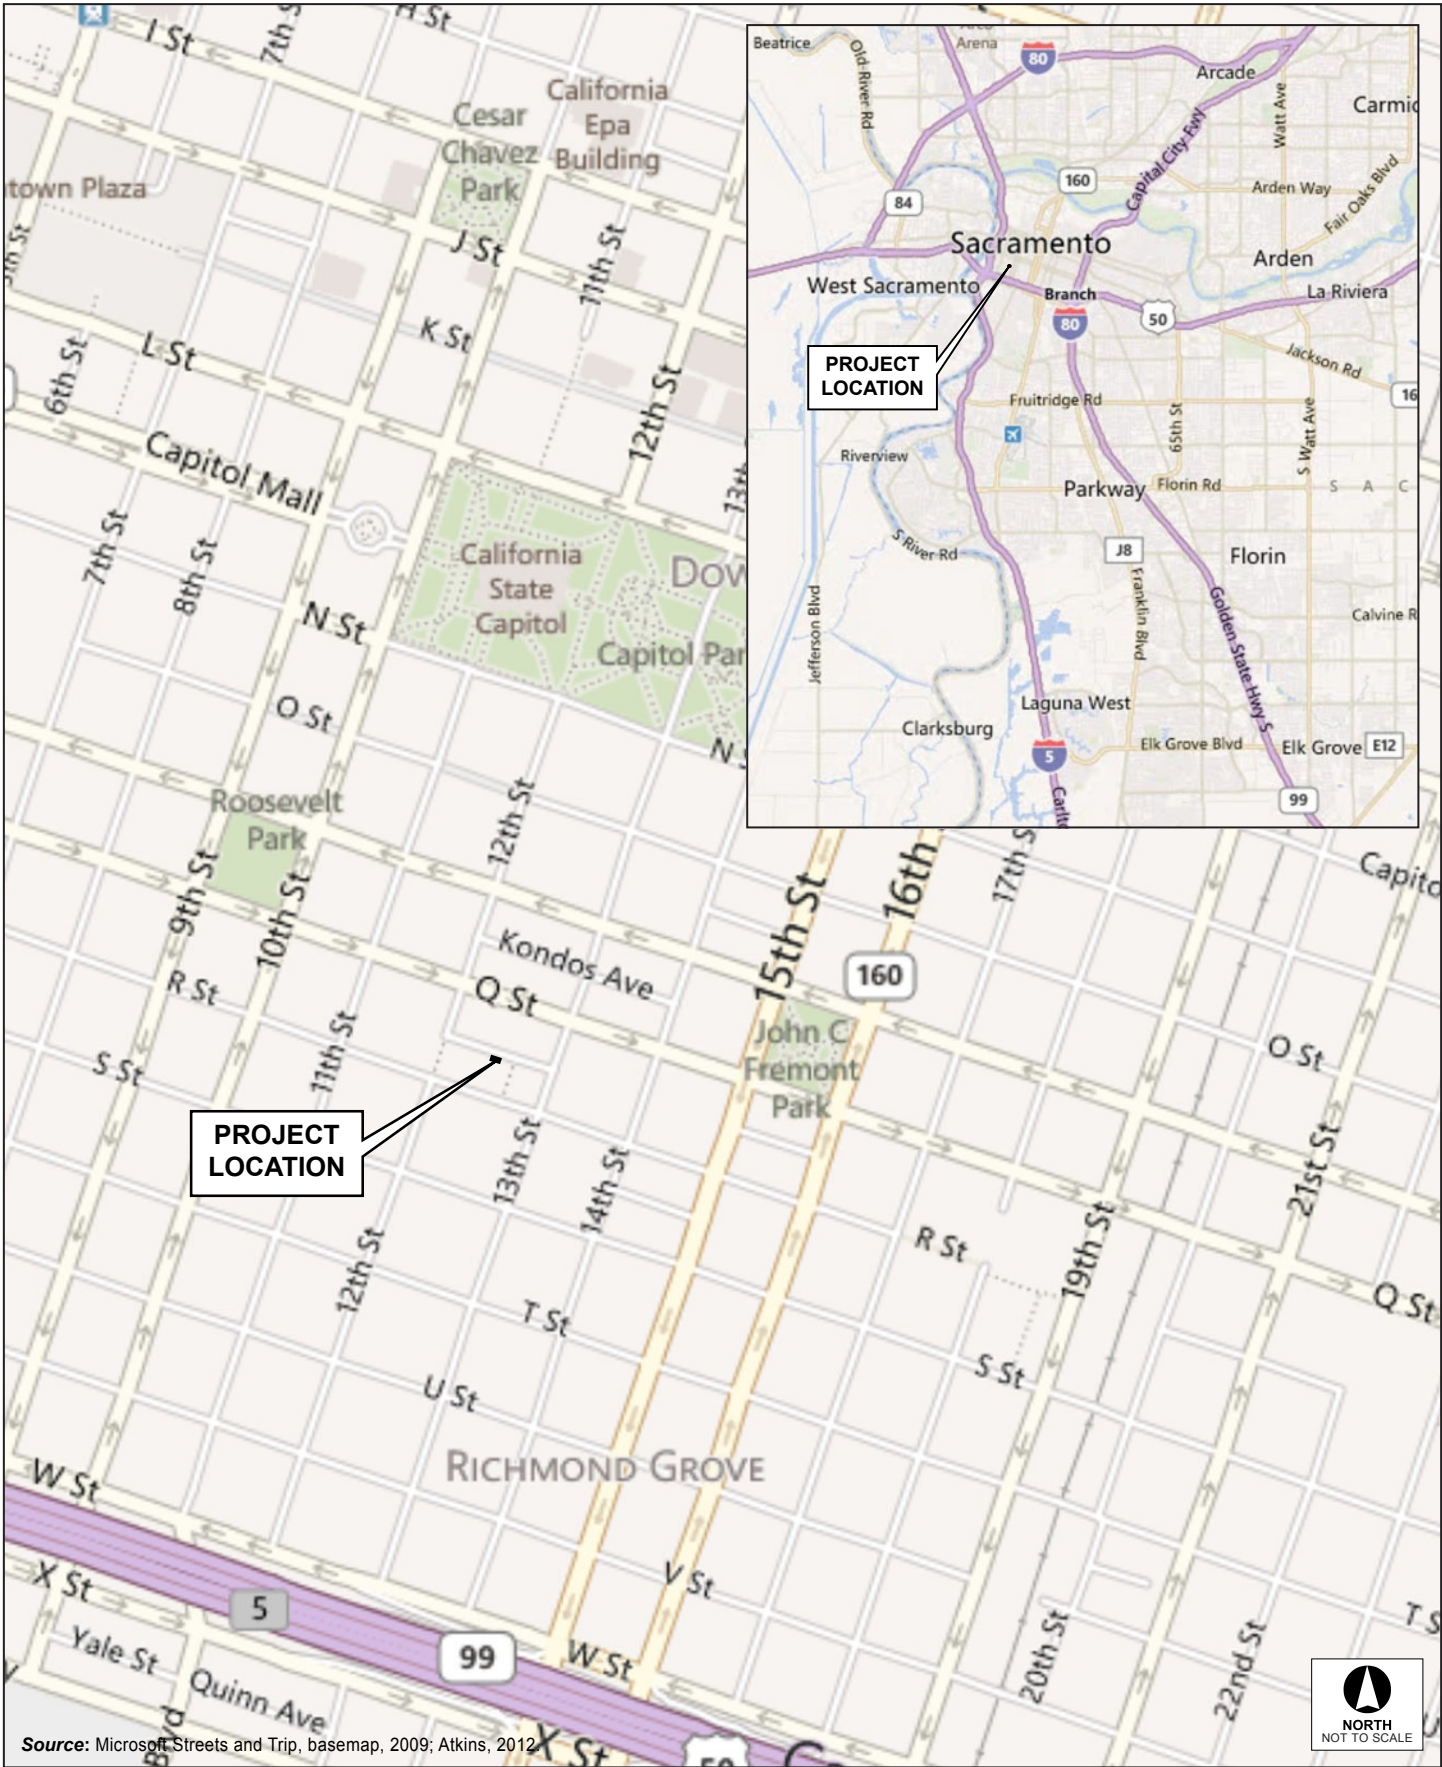 H St
I St
7th S
California
Epa
Building
Cesar
Chavez
Park
town Plaza
J St
11th St
5th St
K St
L St
6th St
12th St
13th
Capitol Mall
7th St
8th St
California
State
Capitol
Dow
N St
Capitol Par
O St
N S
Roosevelt
Park
12th St
9th St
10th St
Kondos Ave
Q St
R St
11th St
S St
PROJECT
LOCATION
13th St
14th St
12th St
T St
U St
RICHMOND GROVE
15th St
16th
17th S
160
John C
Fremont
Park
Capito
O St
21st St
19th St
R St
Q St
S St
W St
X St
5
99
Yale St
Quinn Ave
Blvd
V St
W St
X St
50
Ca
20th St
22nd St
T S
U
Beatrice
Old River Rd
Arena
80
Arcade
Watt Ave
Carmic
Capital City Fwy
160
Arden Way
Fair Oaks Blvd
84
Sacramento
Arden
West Sacramento
Branch
80
50
La Riviera
PROJECT
LOCATION
Jackson Rd
16
Fruitridge Rd
65th St
S Watt Ave
Riverview
Parkway
Florin Rd
S A C
S River Rd
J8
Florin
Jefferson Blvd
Franklin Blvd
Golden State Hwy S
Calvine R
Laguna West
Clarksburg
Elk Grove Blvd
Elk Grove
E12
5
Carlto
99
NORTH
NOT TO SCALE
Source: Microsoft Streets and Trip, basemap, 2009; Atkins, 2012.